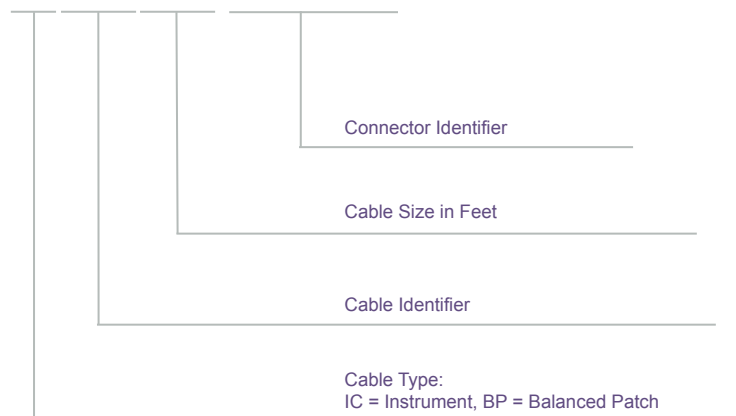 Connector Identifier
Cable Size in Feet
Cable Identifier
Cable Type:
IC = Instrument, BP = Balanced Patch